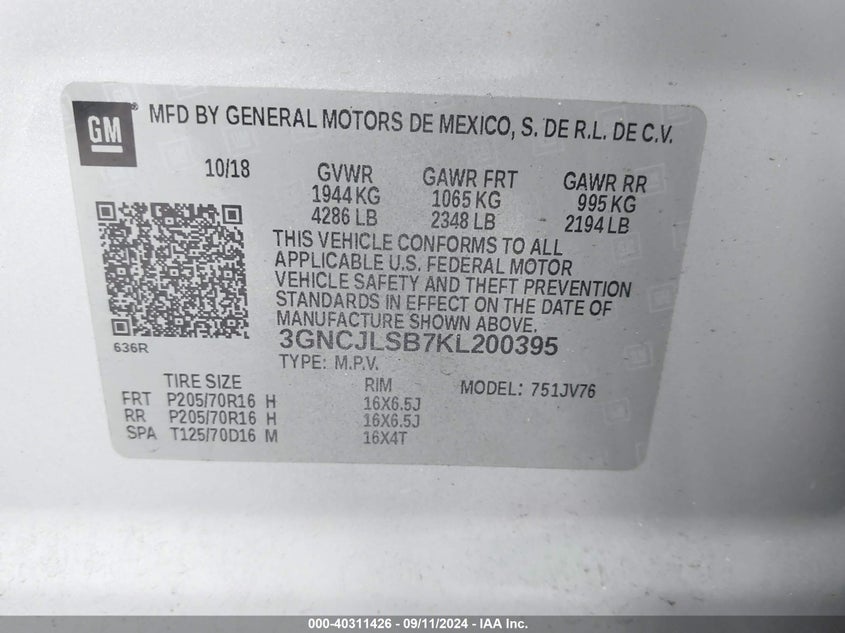 GM
MFD BY GENERAL MOTORS DE MEXICO, S. DE R.L. DE C.V.
10/18 GVWR GAWR FRT GAWR RR
1944 KG 1065 KG 995 KG
4286 LB 2348 LB 2194 LB
THIS VEHICLE CONFORMS TO ALL
APPLICABLE U.S. FEDERAL MOTOR
VEHICLE SAFETY AND THEFT PREVENTION
STANDARDS IN EFFECT ON THE DATE OF
MANUFACTURE SHOWN ABOVE.
636R
3GNCJLSB7KL200395
TYPE: M.P.V.
TIRE SIZE RIM MODEL: 751JV76
FRT P205/70R16 H 16X6.5J
RR P205/70R16 H 16X6.5J
SPA T125/70D16 M 16X4T
000-40311426 - 09/11/2024 - IAA Inc.